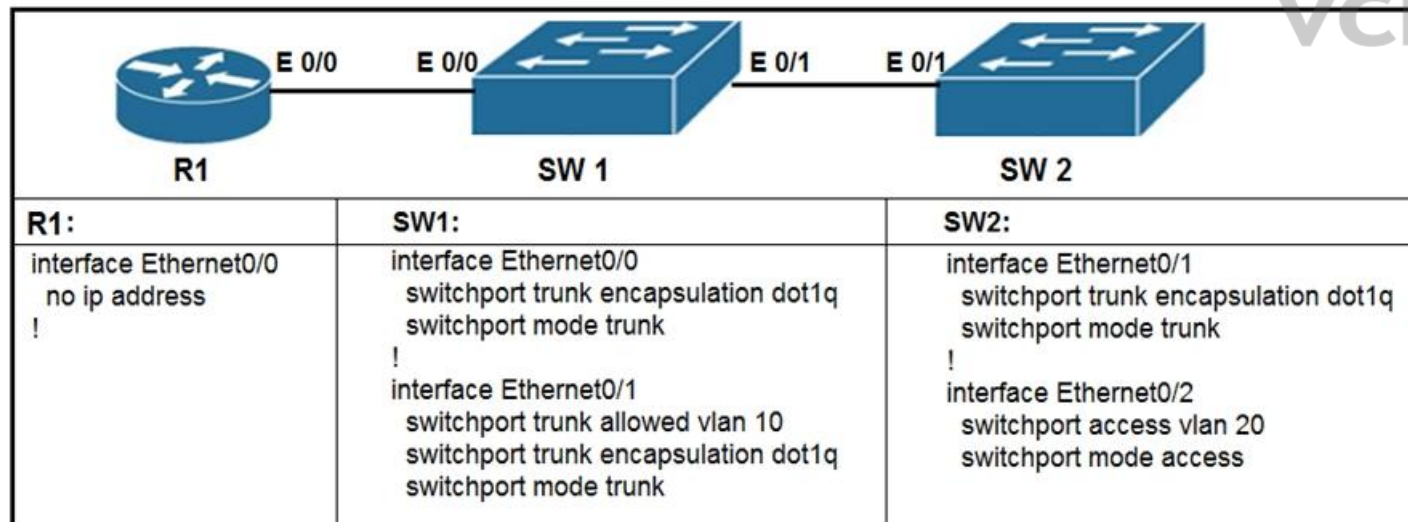 E 0/0
E 0/0
E 0/1
E 0/1
R1
SW 1
SW 2
R1:
SW1:
SW2:
interface Ethernet0/0
no ip address
!
interface Ethernet0/0
switchport trunk encapsulation dot1q
switchport mode trunk
!
interface Ethernet0/1
switchport trunk allowed vlan 10
switchport trunk encapsulation dot1q
switchport mode trunk
interface Ethernet0/1
switchport trunk encapsulation dot1q
switchport mode trunk
!
interface Ethernet0/2
switchport access vlan 20
switchport mode access